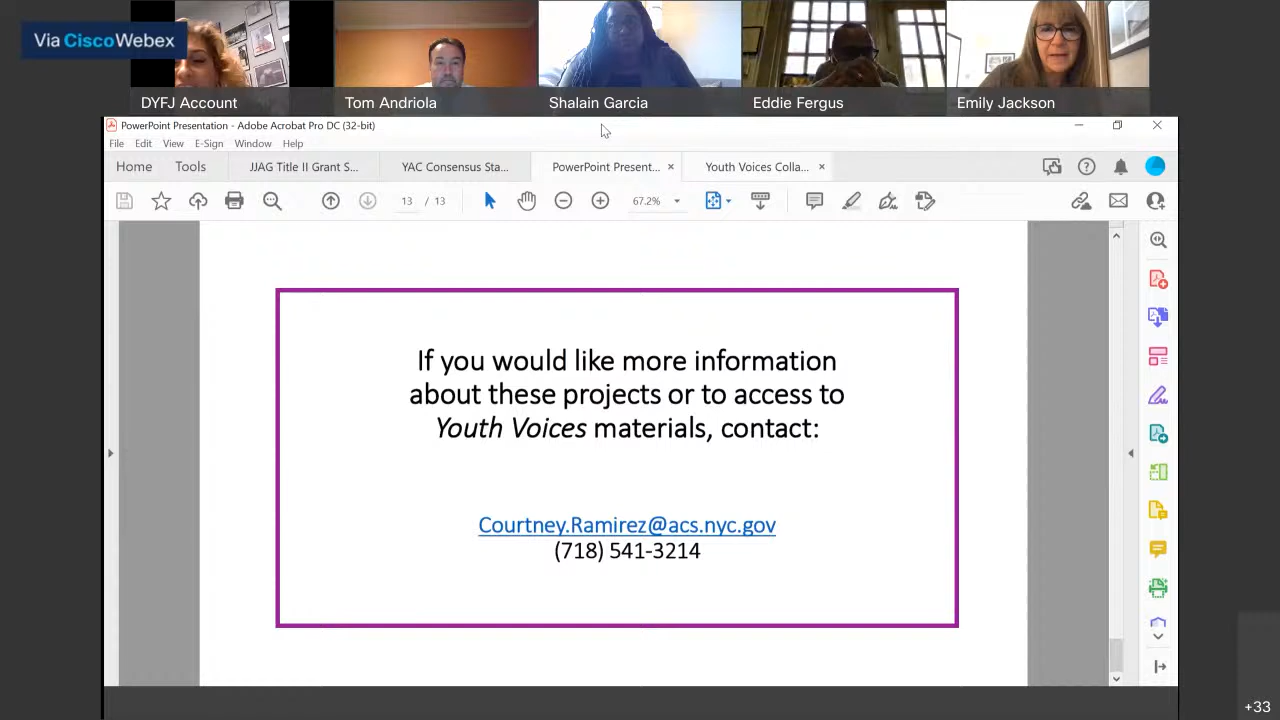 Via CiscoWebex
DYFJ Account
Tom Andriola
Shalain Garcia
Eddie Fergus
Emily Jackson
PowerPoint Presentation - Adobe Acrobat Pro DC (32-bit)
File Edit View E-Sign Window Help
Home Tools JJAG Title II Grant S... YAC Consensus Sta... PowerPoint Present... × Youth Voices Colla... ×
13 / 13 67.2%
If you would like more information
about these projects or to access to
Youth Voices materials, contact:
Courtney.Ramirez@acs.nyc.gov
(718) 541-3214
+33